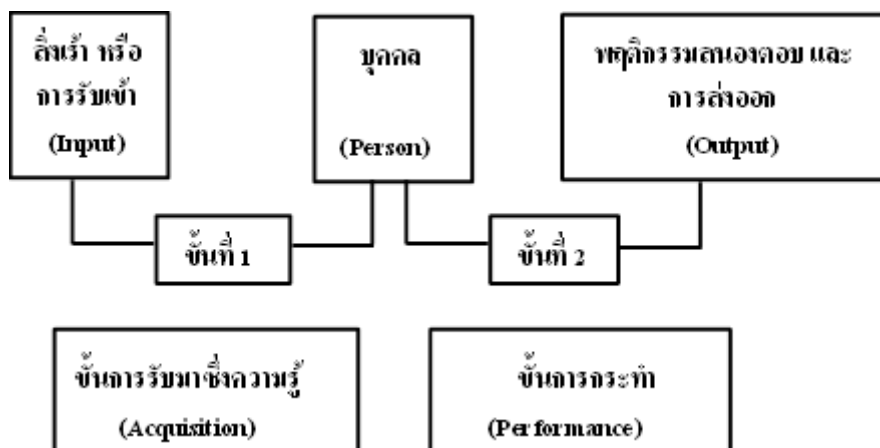 สิ่งเร้า หรือ
การรับเข้า
(Input)
บุคคล
(Person)
พฤติกรรมสนองตอบ และ
การส่งออก
(Output)
ขั้นที่ 1
ขั้นที่ 2
ขั้นการรับมาซึ่งความรู้
(Acquisition)
ขั้นการกระทำ
(Performance)